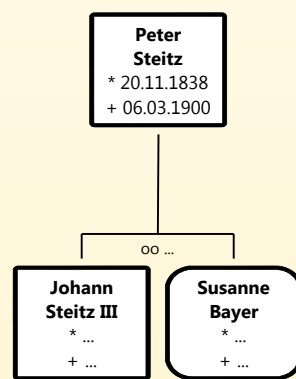 Peter
Steitz
* 20.11.1838
+ 06.03.1900
oo ...
Johann
Steitz III
* ...
+ ...
Susanne
Bayer
* ...
+ ...